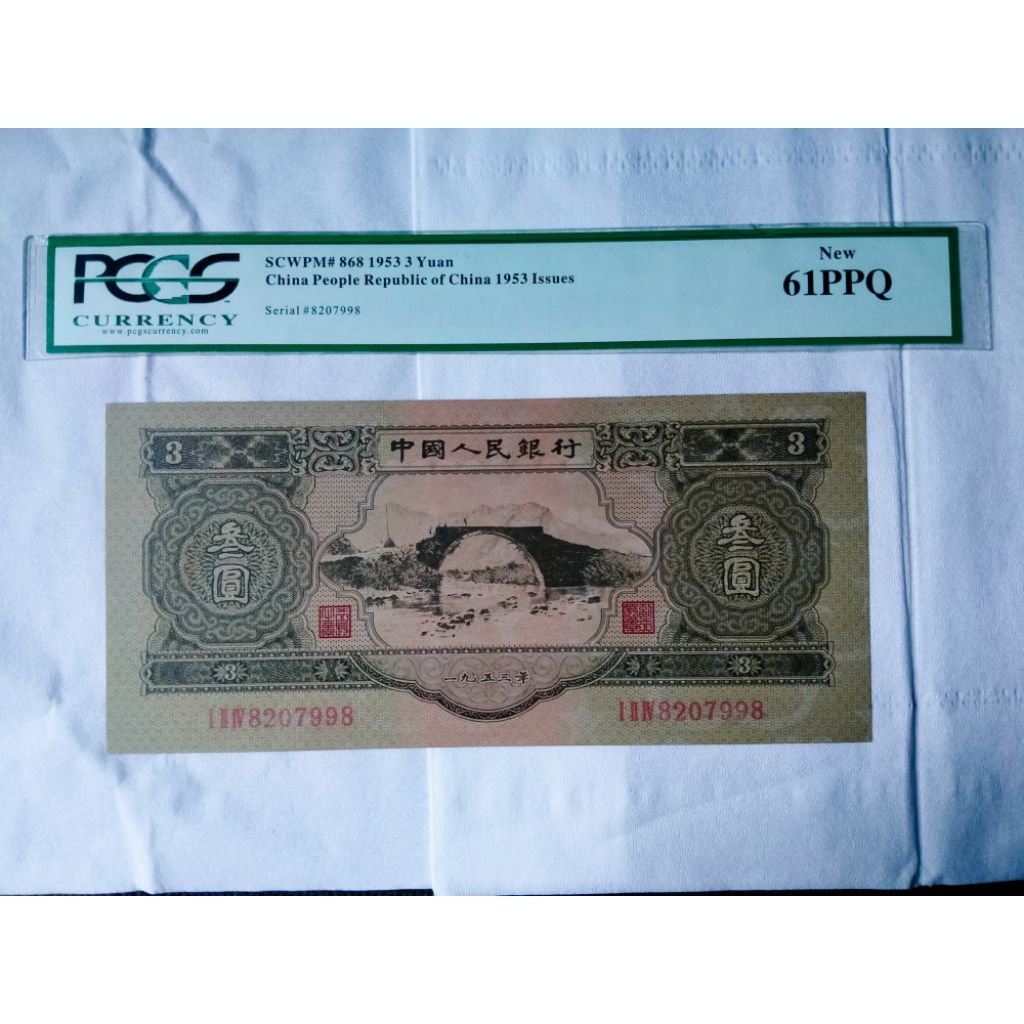 PCGS
CURRENCY
www.pcgscurrency.com
SCWPM# 868 1953 3 Yuan
China People Republic of China 1953 Issues
Serial #8207998
New
61PPQ
3
中國人民銀行
3
叁圓
叁圓
3
一九五三年
3
I II IV 8207998
I II IV 8207998